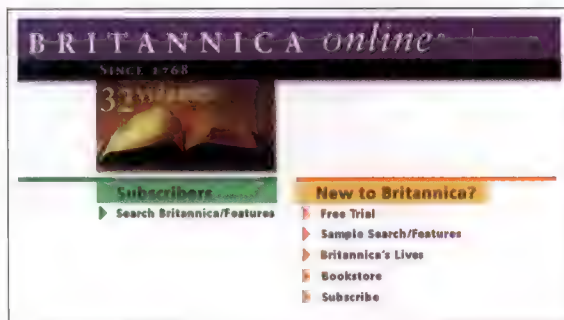 BRITANNICA online
SINCE 1768
32
Subscribers
New to Britannica?
Search Britannica/Features
Free Trial
Sample Search/Features
Britannica's Lives
Bookstore
Subscribe